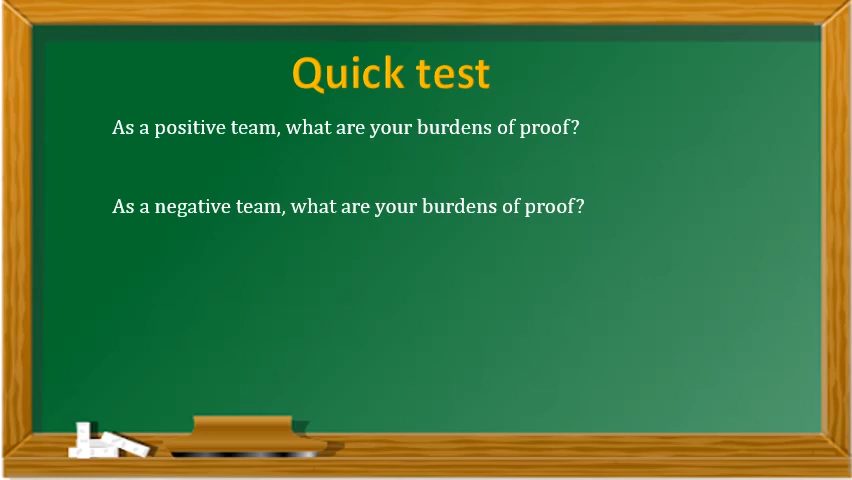 Quick test
As a positive team, what are your burdens of proof?
As a negative team, what are your burdens of proof?